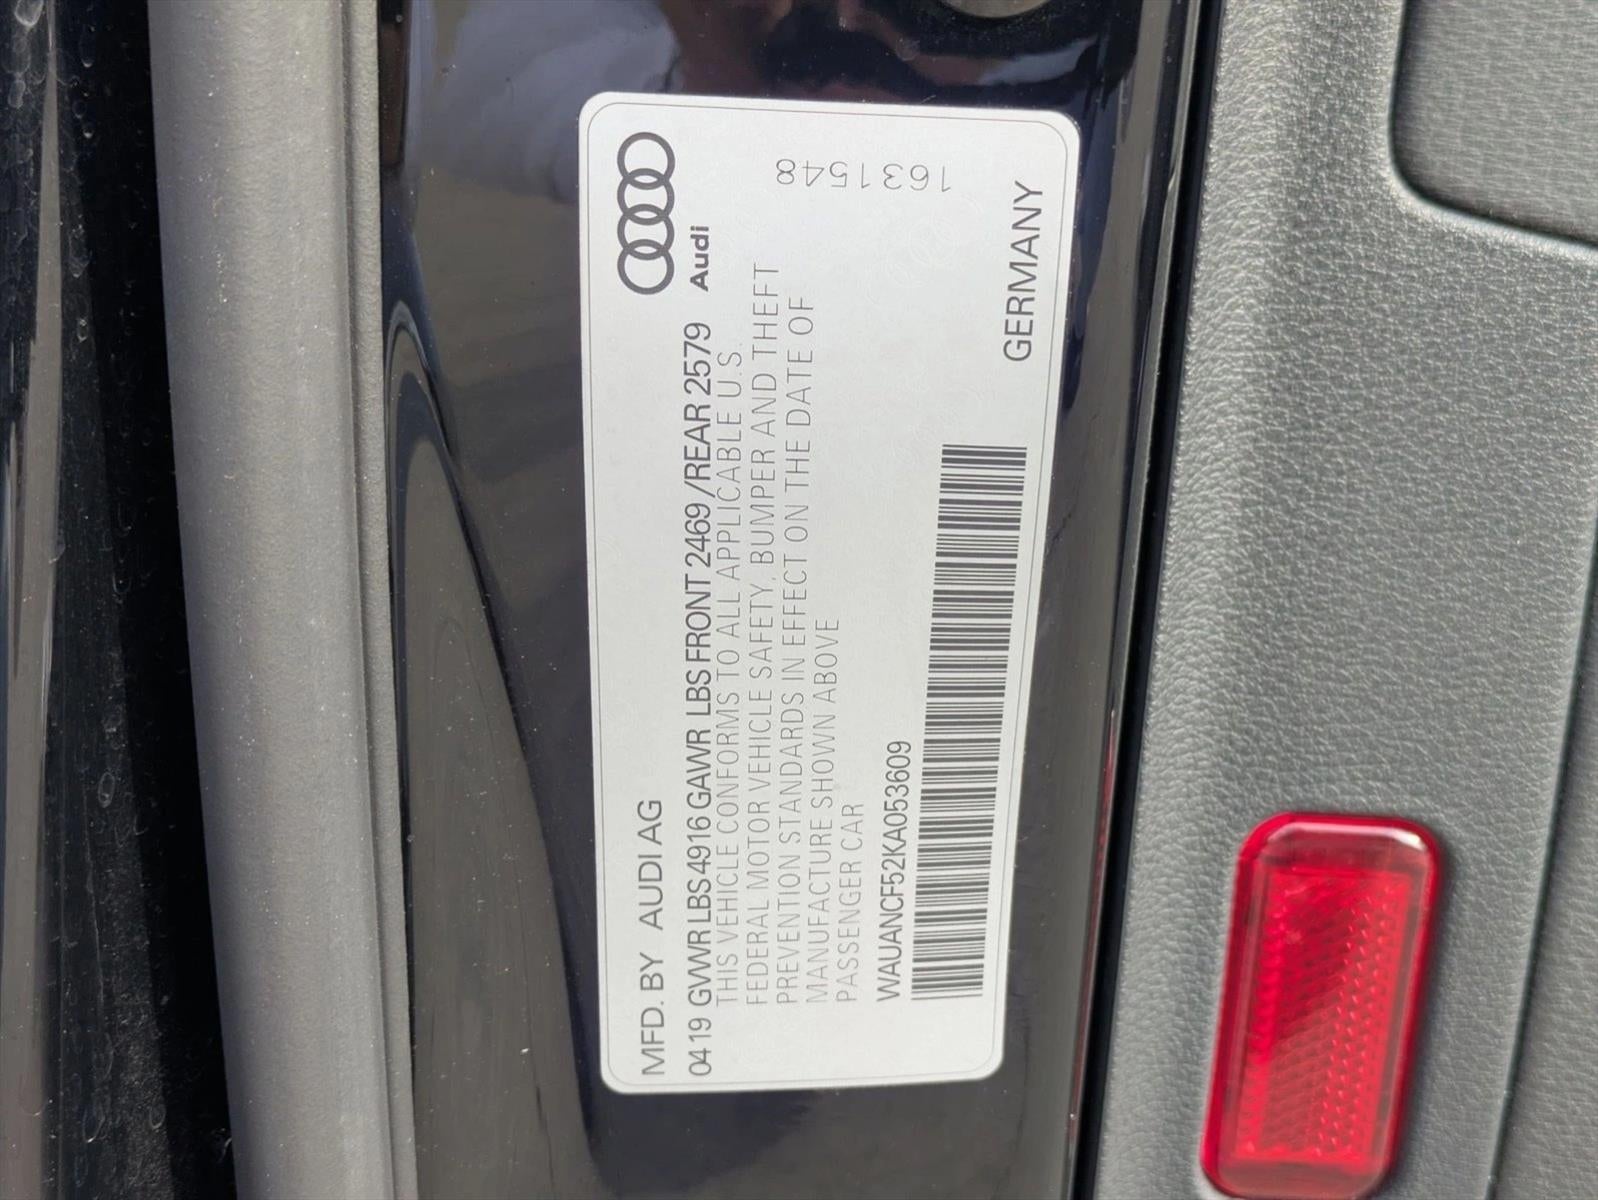 MFD. BY AUDI AG
Audi
04 19 GVWR LBS 4916 GAWR LBS FRONT 2469 /REAR 2579
THIS VEHICLE CONFORMS TO ALL APPLICABLE U.S.
FEDERAL MOTOR VEHICLE SAFETY, BUMPER AND THEFT
PREVENTION STANDARDS IN EFFECT ON THE DATE OF
MANUFACTURE SHOWN ABOVE
PASSENGER CAR
WAUANCF52KA053609
GERMANY
1631548